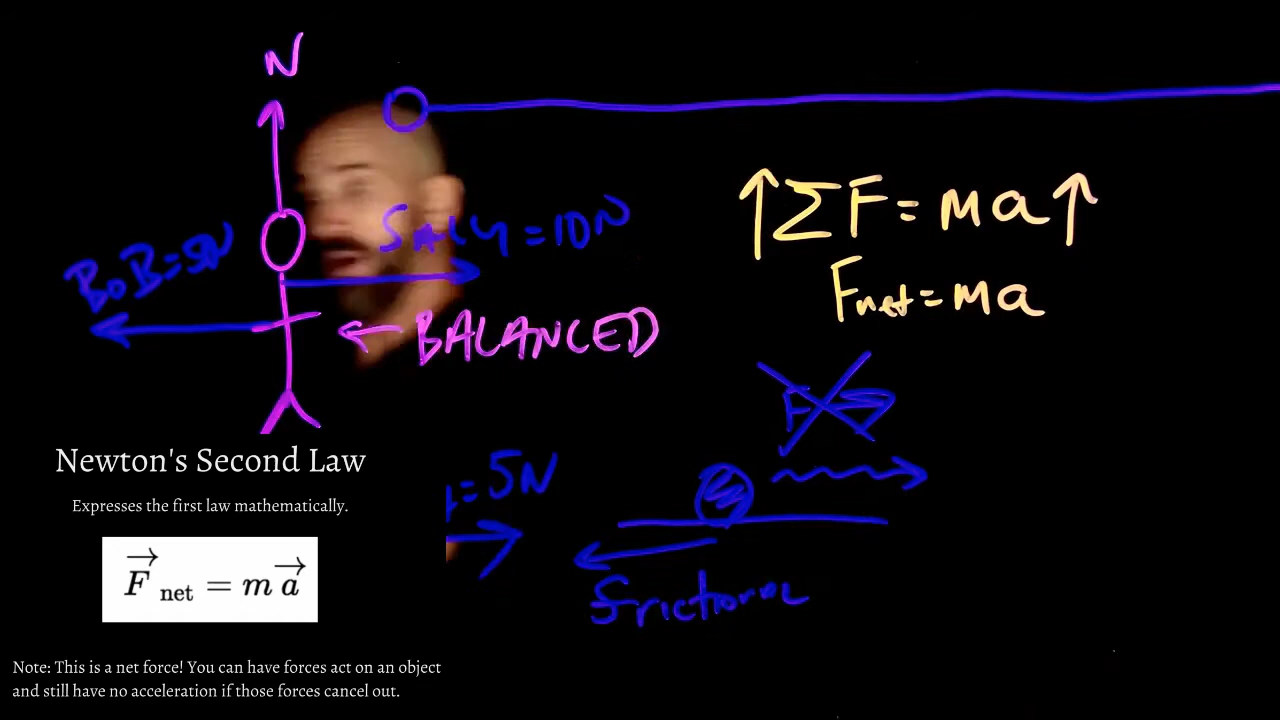 N
BOB=5N
SALLY=10N
← BALANCED
↑ΣF=ma↑
Fnet=ma
F
=5N
frictional
Newton's Second Law
Expresses the first law mathematically.
F net = m a
Note: This is a net force! You can have forces act on an object
and still have no acceleration if those forces cancel out.